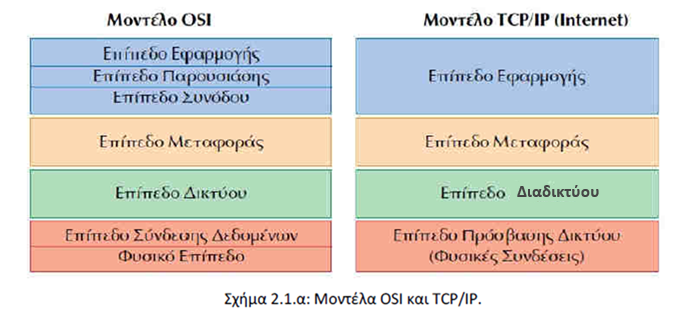 Μοντέλο OSI
Μοντέλο TCP/IP (Internet)
Επίπεδο Εφαρμογής
Επίπεδο Παρουσιάσης
Επίπεδο Συνόδου
Επίπεδο Μεταφοράς
Επίπεδο Δικτύου
Επίπεδο Σύνδεσης Δεδομένων
Φυσικό Επίπεδο
Επίπεδο Εφαρμογής
Επίπεδο Μεταφοράς
Επίπεδο Διαδικτύου
Επίπεδο Πρόσβασης Δικτύου
(Φυσικές Συνδέσεις)
Σχήμα 2.1.α: Μοντέλα OSI και TCP/IP.